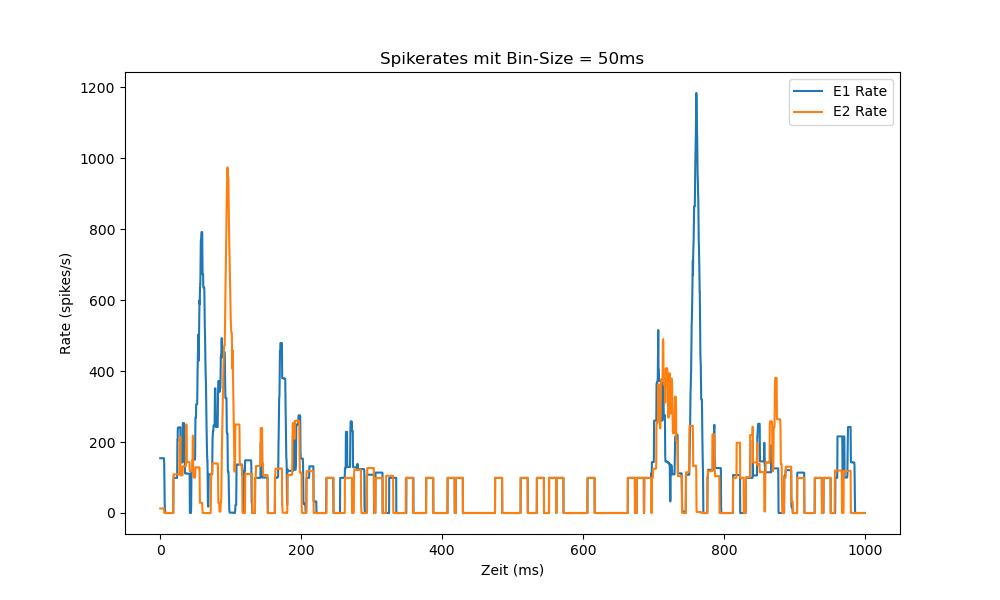 Spikerates mit Bin-Size = 50ms
E1 Rate
E2 Rate
1200
1000
800
600
400
200
0
Rate (spikes/s)
0 200 400 600 800 1000
Zeit (ms)